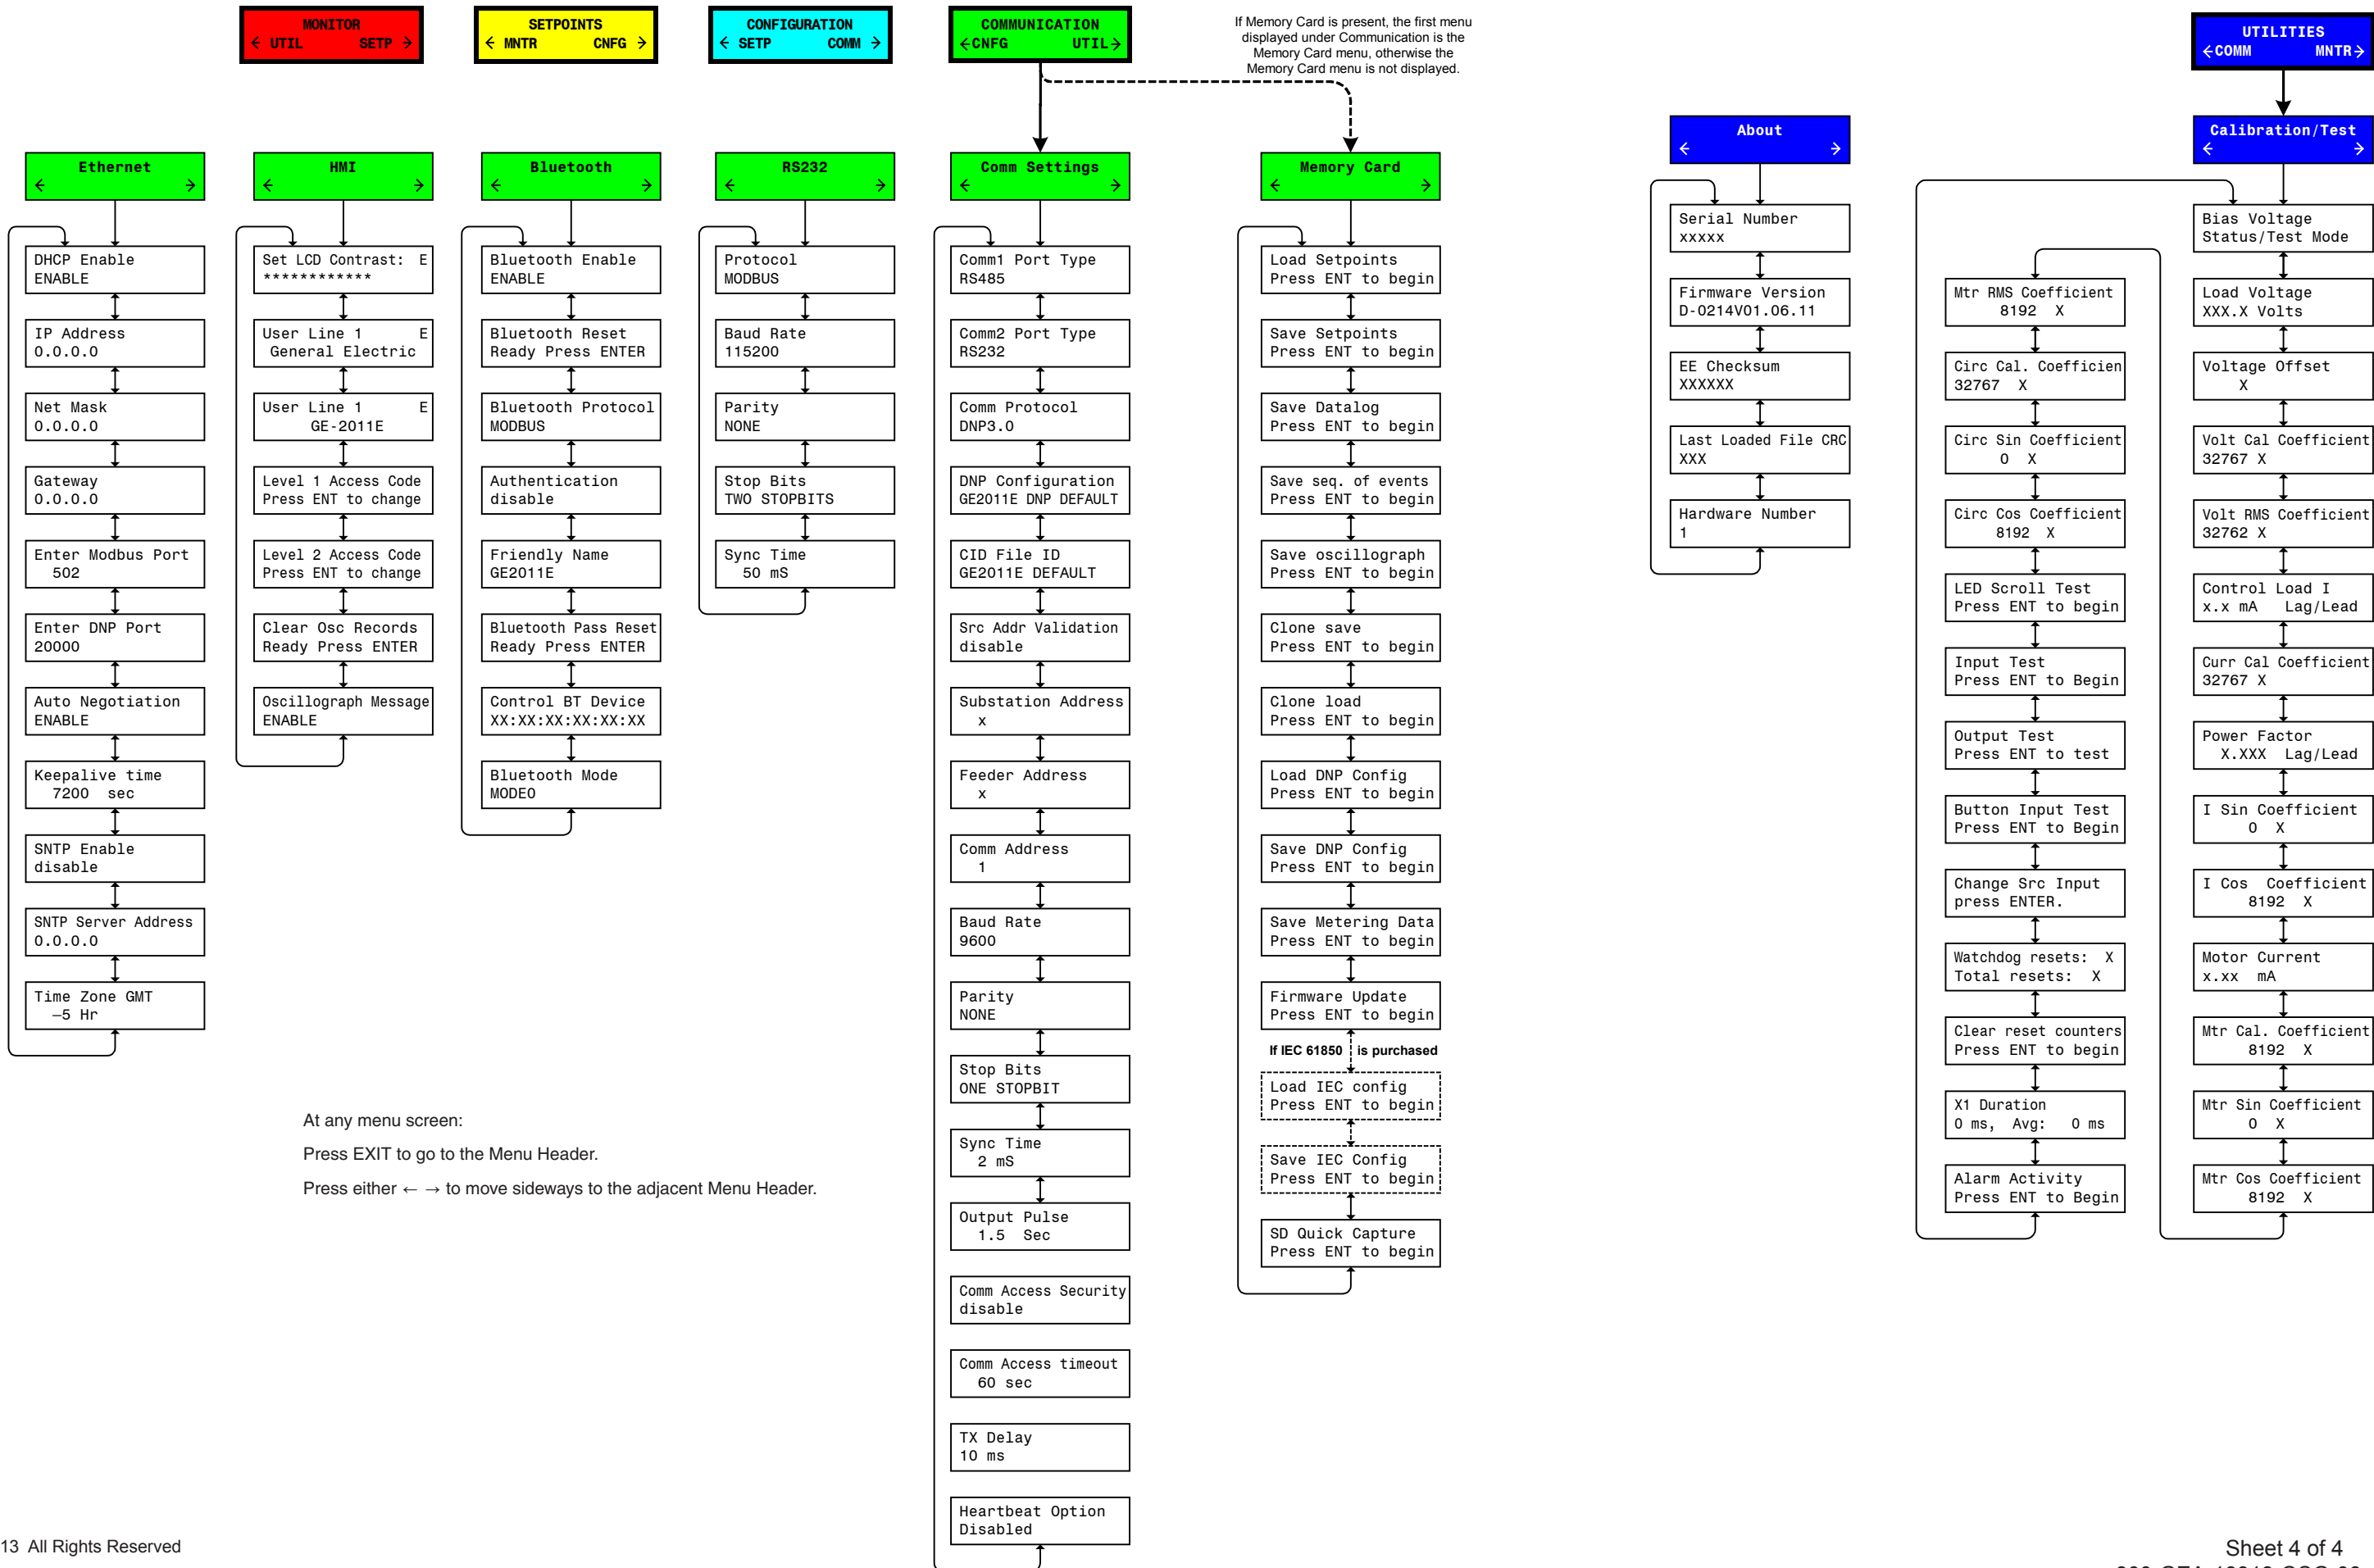 MONITOR
← UTIL SETP →
SETPOINTS
← MNTR CNFG →
CONFIGURATION
← SETP COMM →
COMMUNICATION
←CNFG UTIL→
If Memory Card is present, the first menu
displayed under Communication is the
Memory Card menu, otherwise the
Memory Card menu is not displayed.
UTILITIES
←COMM MNTR→
Ethernet
← →
DHCP Enable
ENABLE
IP Address
0.0.0.0
Net Mask
0.0.0.0
Gateway
0.0.0.0
Enter Modbus Port
502
Enter DNP Port
20000
Auto Negotiation
ENABLE
Keepalive time
7200 sec
SNTP Enable
disable
SNTP Server Address
0.0.0.0
Time Zone GMT
–5 Hr
HMI
← →
Set LCD Contrast: E
************
User Line 1 E
General Electric
User Line 1 E
GE-2011E
Level 1 Access Code
Press ENT to change
Level 2 Access Code
Press ENT to change
Clear Osc Records
Ready Press ENTER
Oscillograph Message
ENABLE
Bluetooth
← →
Bluetooth Enable
ENABLE
Bluetooth Reset
Ready Press ENTER
Bluetooth Protocol
MODBUS
Authentication
disable
Friendly Name
GE2011E
Bluetooth Pass Reset
Ready Press ENTER
Control BT Device
XX:XX:XX:XX:XX:XX
Bluetooth Mode
MODE0
RS232
← →
Protocol
MODBUS
Baud Rate
115200
Parity
NONE
Stop Bits
TWO STOPBITS
Sync Time
50 mS
Comm Settings
← →
Comm1 Port Type
RS485
Comm2 Port Type
RS232
Comm Protocol
DNP3.0
DNP Configuration
GE2011E DNP DEFAULT
CID File ID
GE2011E DEFAULT
Src Addr Validation
disable
Substation Address
x
Feeder Address
x
Comm Address
1
Baud Rate
9600
Parity
NONE
Stop Bits
ONE STOPBIT
Sync Time
2 mS
Output Pulse
1.5 Sec
Comm Access Security
disable
Comm Access timeout
60 sec
TX Delay
10 ms
Heartbeat Option
Disabled
Memory Card
← →
Load Setpoints
Press ENT to begin
Save Setpoints
Press ENT to begin
Save Datalog
Press ENT to begin
Save seq. of events
Press ENT to begin
Save oscillograph
Press ENT to begin
Clone save
Press ENT to begin
Clone load
Press ENT to begin
Load DNP Config
Press ENT to begin
Save DNP Config
Press ENT to begin
Save Metering Data
Press ENT to begin
Firmware Update
Press ENT to begin
If IEC 61850 is purchased
Load IEC config
Press ENT to begin
Save IEC Config
Press ENT to begin
SD Quick Capture
Press ENT to begin
About
← →
Serial Number
xxxxx
Firmware Version
D-0214V01.06.11
EE Checksum
XXXXXX
Last Loaded File CRC
XXX
Hardware Number
1
Calibration/Test
← →
Bias Voltage
Status/Test Mode
Load Voltage
XXX.X Volts
Voltage Offset
X
Volt Cal Coefficient
32767 X
Volt RMS Coefficient
32762 X
Control Load I
x.x mA Lag/Lead
Curr Cal Coefficient
32767 X
Power Factor
X.XXX Lag/Lead
I Sin Coefficient
0 X
I Cos Coefficient
8192 X
Motor Current
x.xx mA
Mtr Cal. Coefficient
8192 X
Mtr Sin Coefficient
0 X
Mtr Cos Coefficient
8192 X
Mtr RMS Coefficient
8192 X
Circ Cal. Coefficien
32767 X
Circ Sin Coefficient
0 X
Circ Cos Coefficient
8192 X
LED Scroll Test
Press ENT to begin
Input Test
Press ENT to Begin
Output Test
Press ENT to test
Button Input Test
Press ENT to Begin
Change Src Input
press ENTER.
Watchdog resets: X
Total resets: X
Clear reset counters
Press ENT to begin
X1 Duration
0 ms, Avg: 0 ms
Alarm Activity
Press ENT to Begin
At any menu screen:
Press EXIT to go to the Menu Header.
Press either ← → to move sideways to the adjacent Menu Header.
13 All Rights Reserved
Sheet 4 of 4